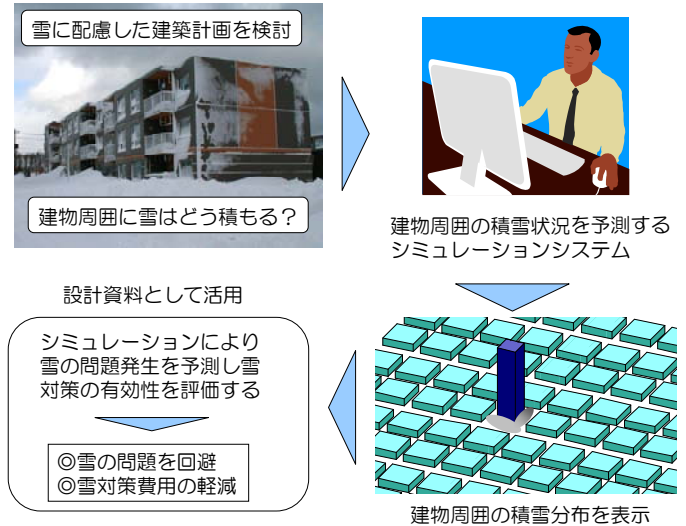 雪に配慮した建築計画を検討
建物周囲に雪はどう積もる？
建物周囲の積雪状況を予測する
シミュレーションシステム
設計資料として活用
シミュレーションにより
雪の問題発生を予測し雪
対策の有効性を評価する
◎雪の問題を回避
◎雪対策費用の軽減
建物周囲の積雪分布を表示